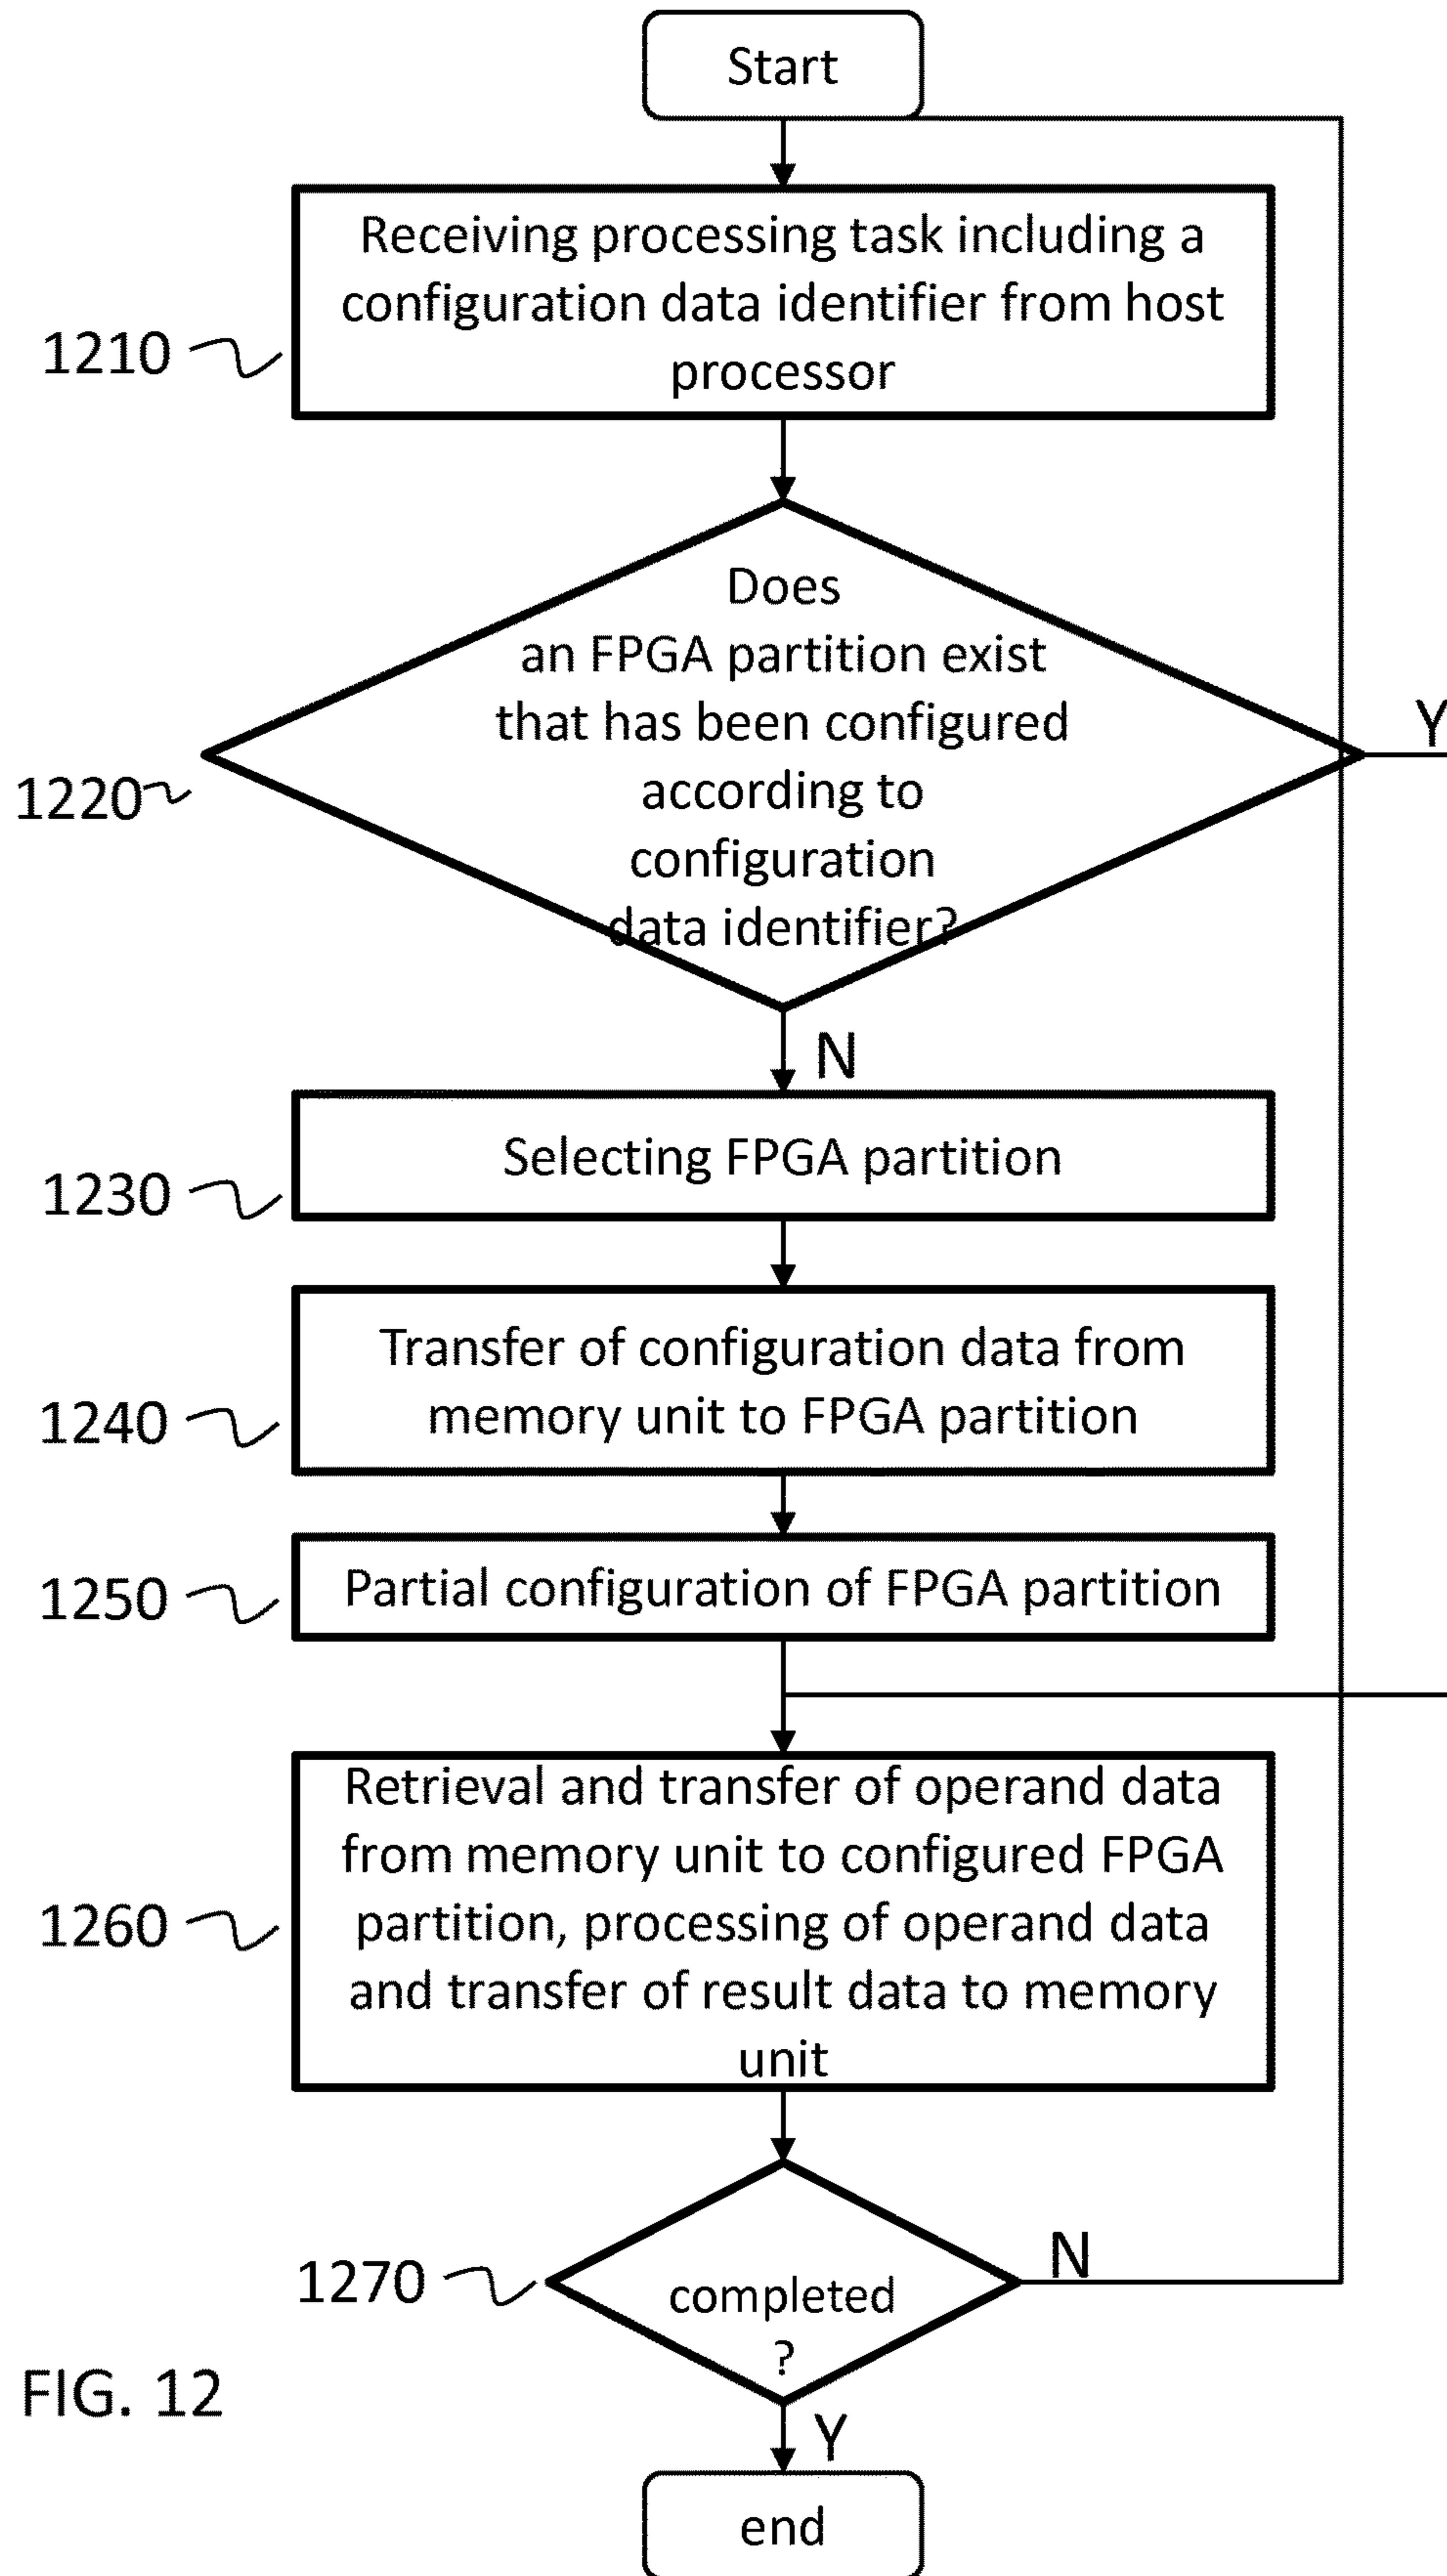 Start
Receiving processing task including a
configuration data identifier from host
processor
1210
Does
an FPGA partition exist
that has been configured
according to
configuration
data identifier?
Y
1220
N
Selecting FPGA partition
1230
Transfer of configuration data from
memory unit to FPGA partition
1240
Partial configuration of FPGA partition
1250
Retrieval and transfer of operand data
from memory unit to configured FPGA
partition, processing of operand data
and transfer of result data to memory
unit
1260
N
1270
completed
?
FIG. 12
Y
end